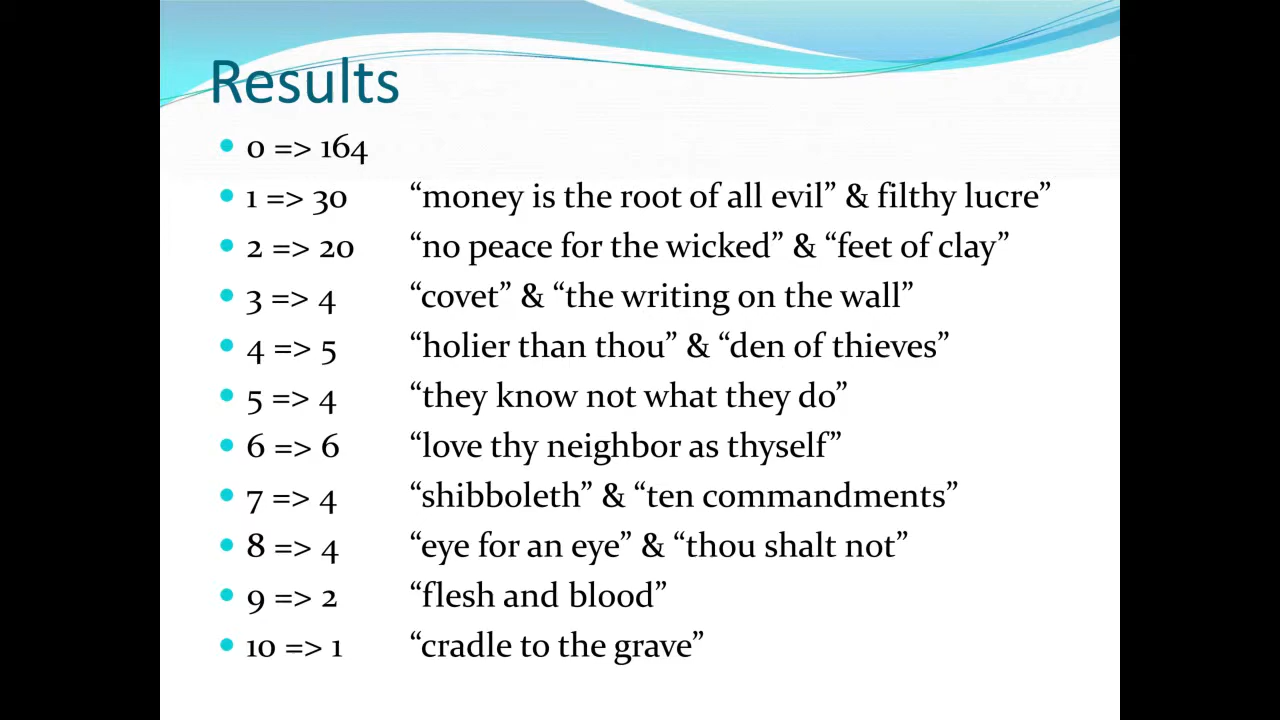 Results
• 0 => 164
• 1 => 30 “money is the root of all evil” & filthy lucre”
• 2 => 20 “no peace for the wicked” & “feet of clay”
• 3 => 4 “covet” & “the writing on the wall”
• 4 => 5 “holier than thou” & “den of thieves”
• 5 => 4 “they know not what they do”
• 6 => 6 “love thy neighbor as thyself”
• 7 => 4 “shibboleth” & “ten commandments”
• 8 => 4 “eye for an eye” & “thou shalt not”
• 9 => 2 “flesh and blood”
• 10 => 1 “cradle to the grave”